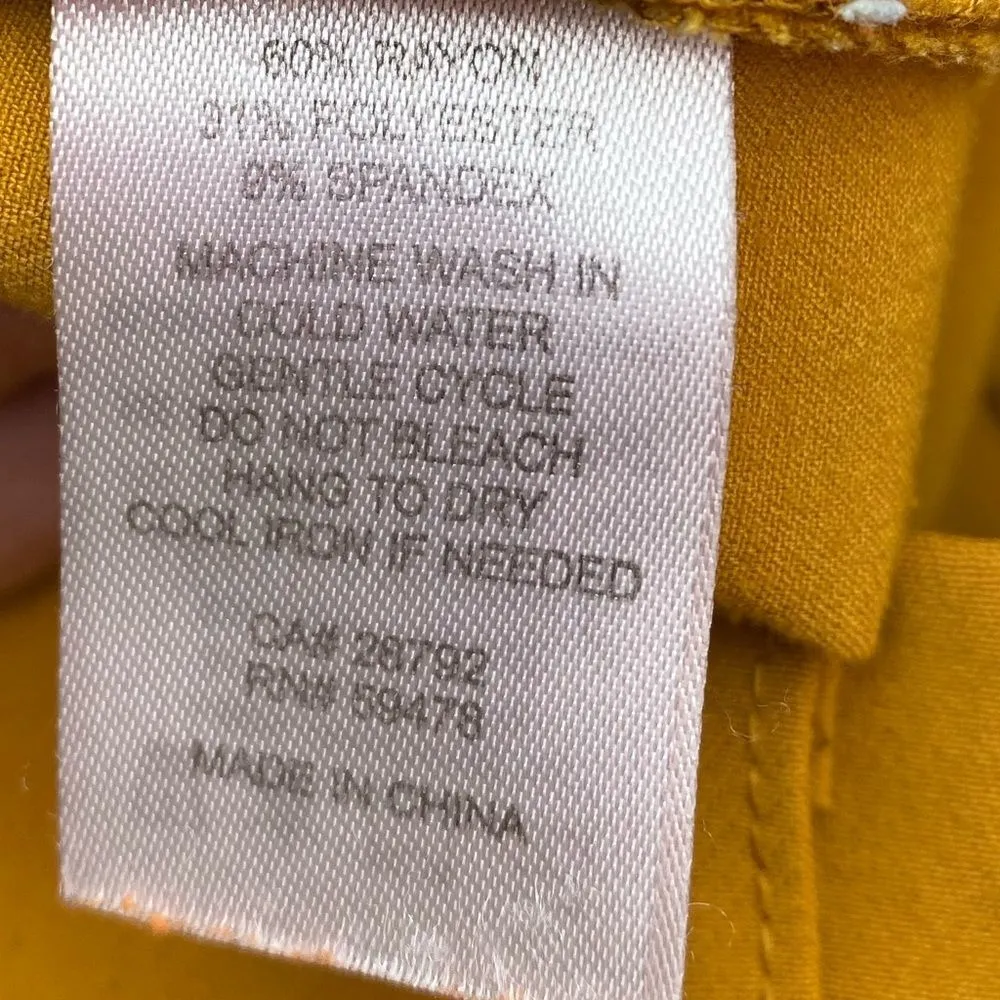 60% RAYON
31% POLYESTER
9% SPANDEX
MACHINE WASH IN
COLD WATER
GENTLE CYCLE
DO NOT BLEACH
HANG TO DRY
COOL IRON IF NEEDED
CA# 26792
RN# 59478
MADE IN CHINA